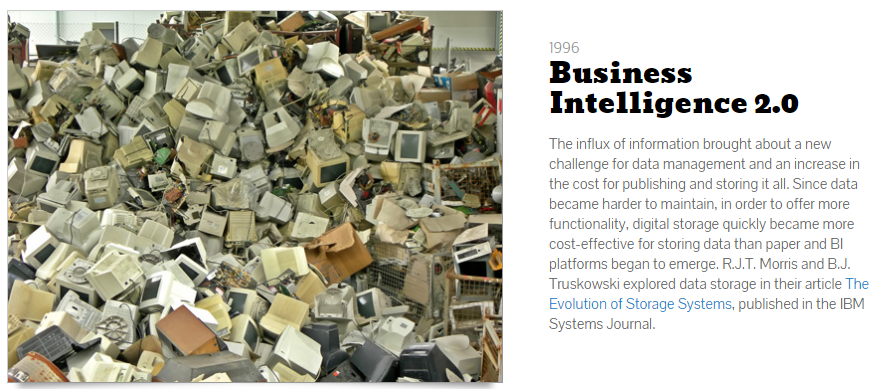 1996
Business
Intelligence 2.0
The influx of information brought about a new
challenge for data management and an increase in
the cost for publishing and storing it all. Since data
became harder to maintain, in order to offer more
functionality, digital storage quickly became more
cost-effective for storing data than paper and BI
platforms began to emerge. R.J.T. Morris and B.J.
Truskowski explored data storage in their article The
Evolution of Storage Systems, published in the IBM
Systems Journal.